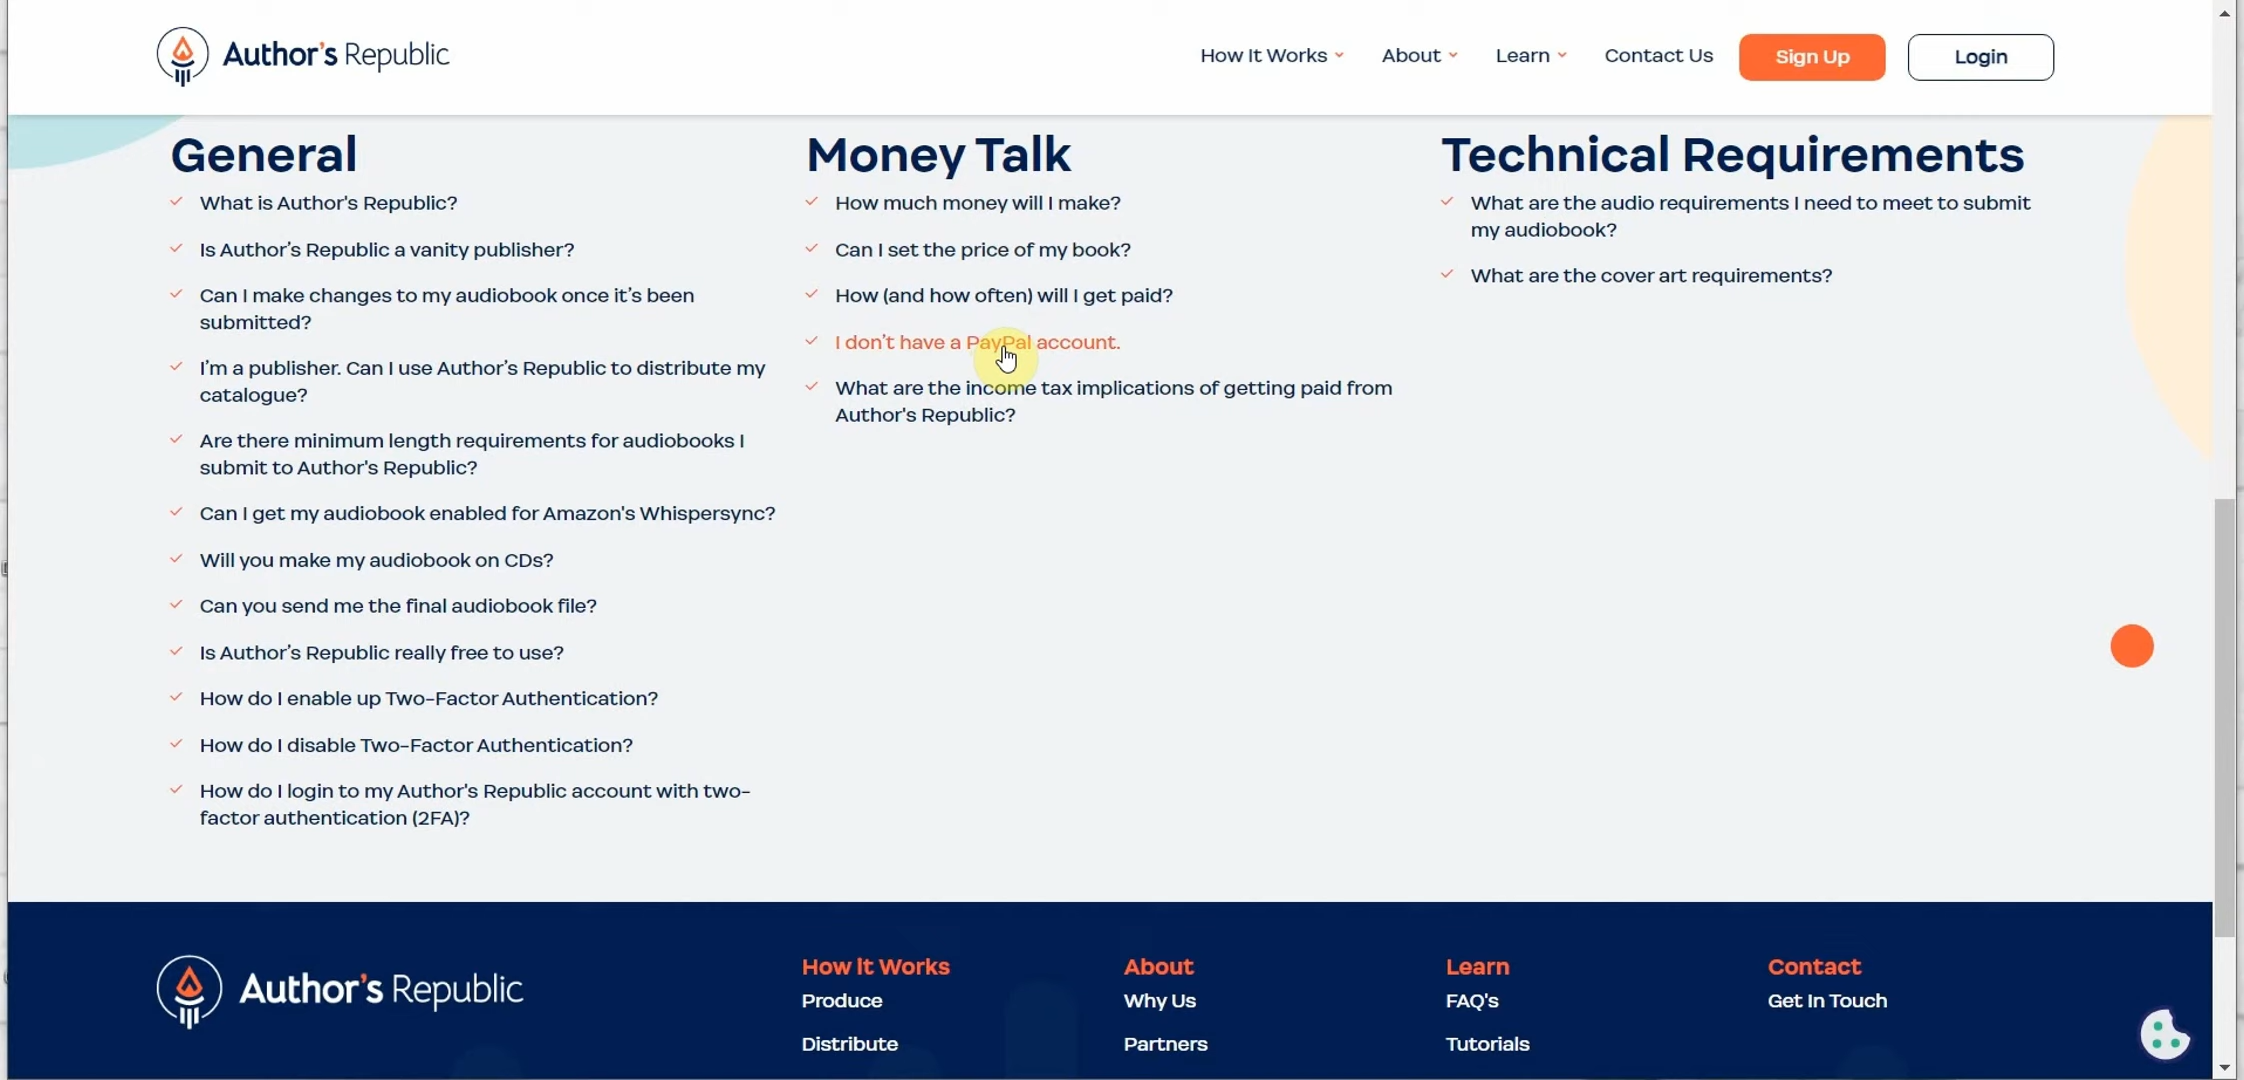 Author's Republic
How It Works
About
Learn
Contact Us
Sign Up
Login
General
What is Author's Republic?
Is Author’s Republic a vanity publisher?
Can I make changes to my audiobook once it’s been
submitted?
I’m a publisher. Can I use Author’s Republic to distribute my
catalogue?
Are there minimum length requirements for audiobooks I
submit to Author's Republic?
Can I get my audiobook enabled for Amazon's Whispersync?
Will you make my audiobook on CDs?
Can you send me the final audiobook file?
Is Author’s Republic really free to use?
How do I enable up Two-Factor Authentication?
How do I disable Two-Factor Authentication?
How do I login to my Author's Republic account with two-
factor authentication (2FA)?
Money Talk
How much money will I make?
Can I set the price of my book?
How (and how often) will I get paid?
I don’t have a PayPal account.
What are the income tax implications of getting paid from
Author's Republic?
Technical Requirements
What are the audio requirements I need to meet to submit
my audiobook?
What are the cover art requirements?
Author's Republic
How it Works
Produce
Distribute
About
Why Us
Partners
Learn
FAQ's
Tutorials
Contact
Get In Touch